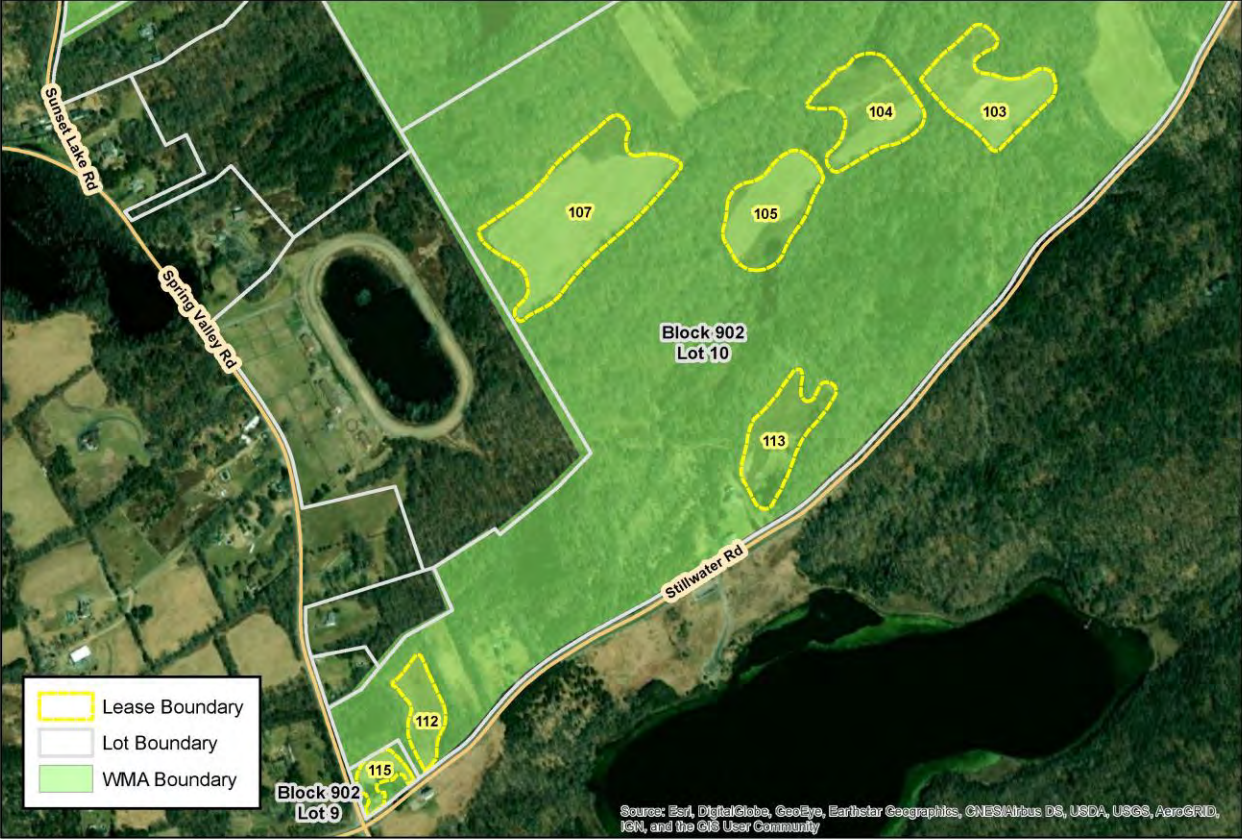 Sunset Lake Rd
104
103
107
105
Spring Valley Rd
Block 902
Lot 10
113
Stillwater Rd
Lease Boundary
Lot Boundary
WMA Boundary
112
115
Block 902
Lot 9
Source: Esri, DigitalGlobe, GeoEye, Earthstar Geographics, CNES/Airbus DS, USDA, USGS, AeroGRID,
IGN, and the GIS User Community